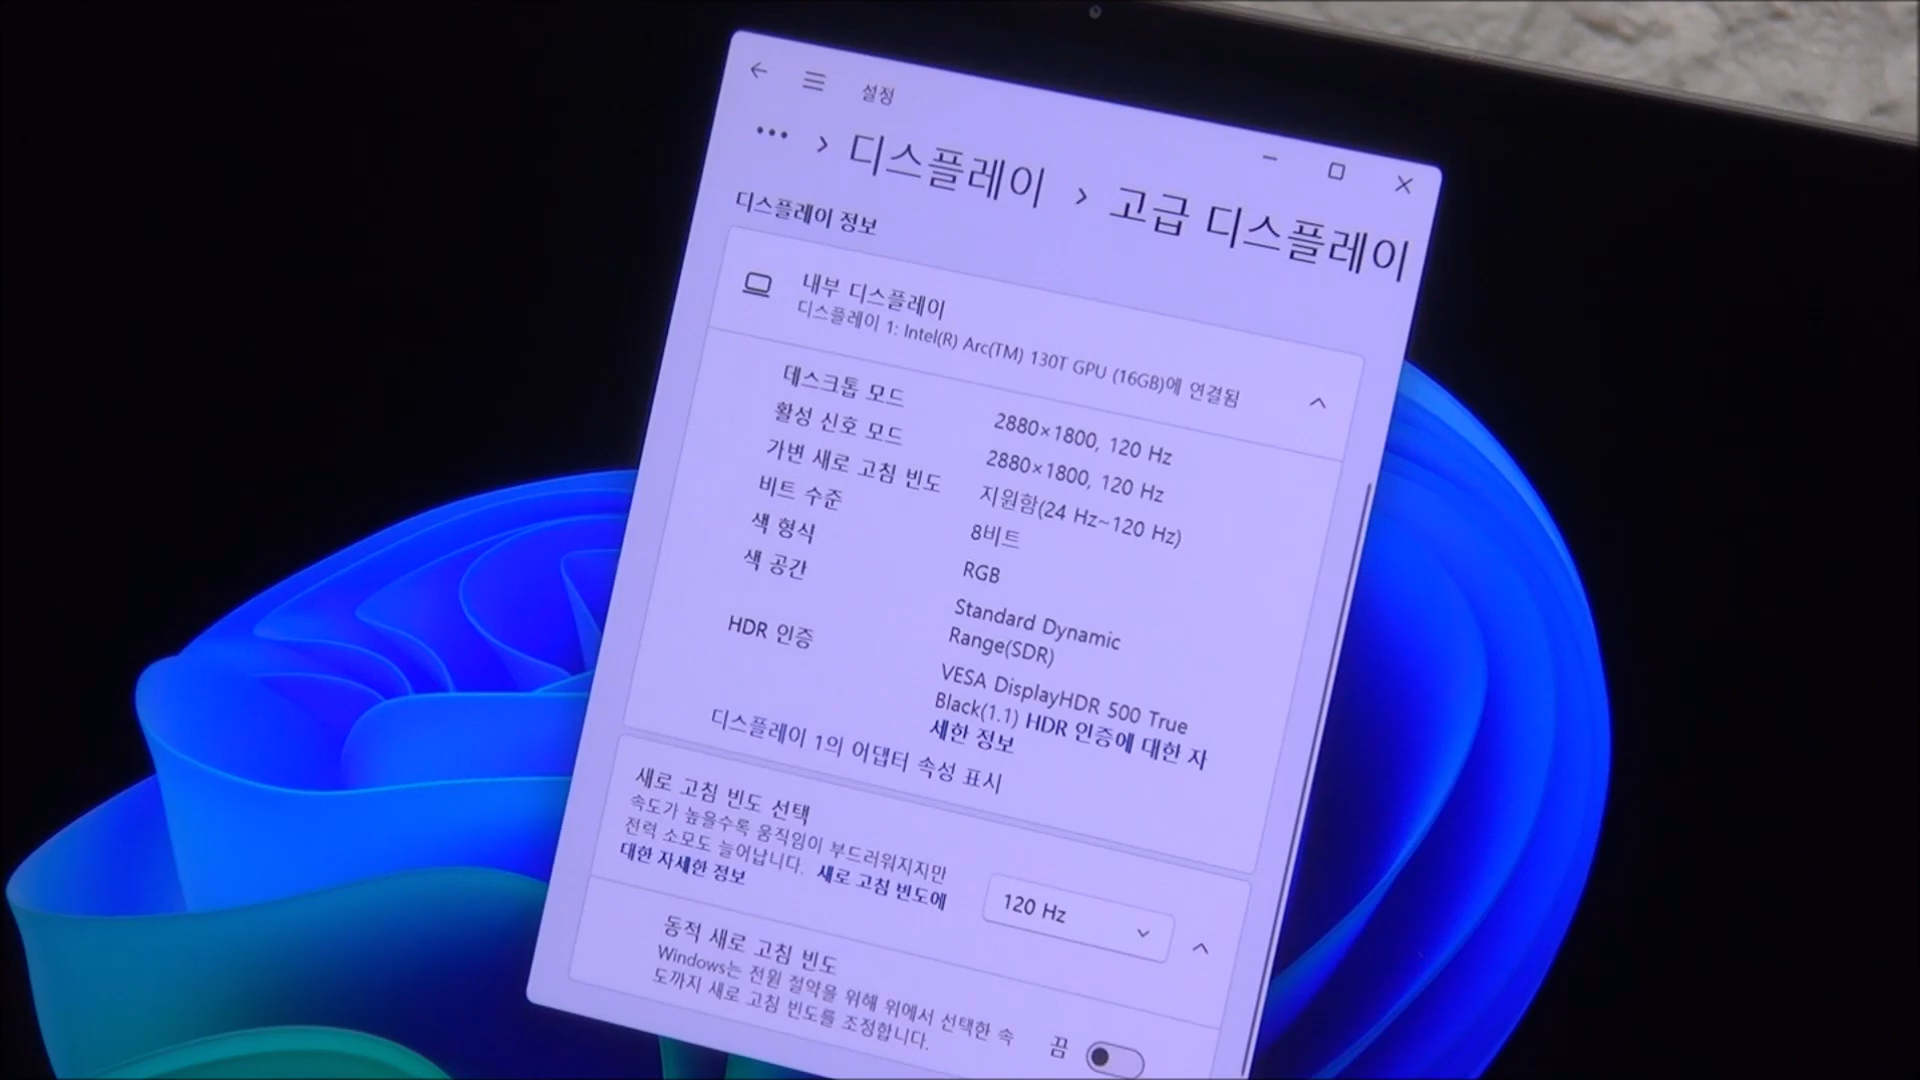 설정
… > 디스플레이 > 고급 디스플레이
디스플레이 정보
내부 디스플레이
디스플레이 1: Intel(R) Arc(TM) 130T GPU (16GB)에 연결됨
데스크톱 모드 2880×1800, 120 Hz
활성 신호 모드 2880×1800, 120 Hz
가변 새로 고침 빈도 지원함(24 Hz~120 Hz)
비트 수준 8비트
색 형식 RGB
색 공간 Standard Dynamic
Range(SDR)
HDR 인증 VESA DisplayHDR 500 True
Black(1.1) HDR 인증에 대한 자
세한 정보
디스플레이 1의 어댑터 속성 표시
새로 고침 빈도 선택
속도가 높을수록 움직임이 부드러워지지만
전력 소모도 늘어납니다. 새로 고침 빈도에
대한 자세한 정보
120 Hz
동적 새로 고침 빈도
Windows는 전원 절약을 위해 위에서 선택한 속
도까지 새로 고침 빈도를 조정합니다.
끔